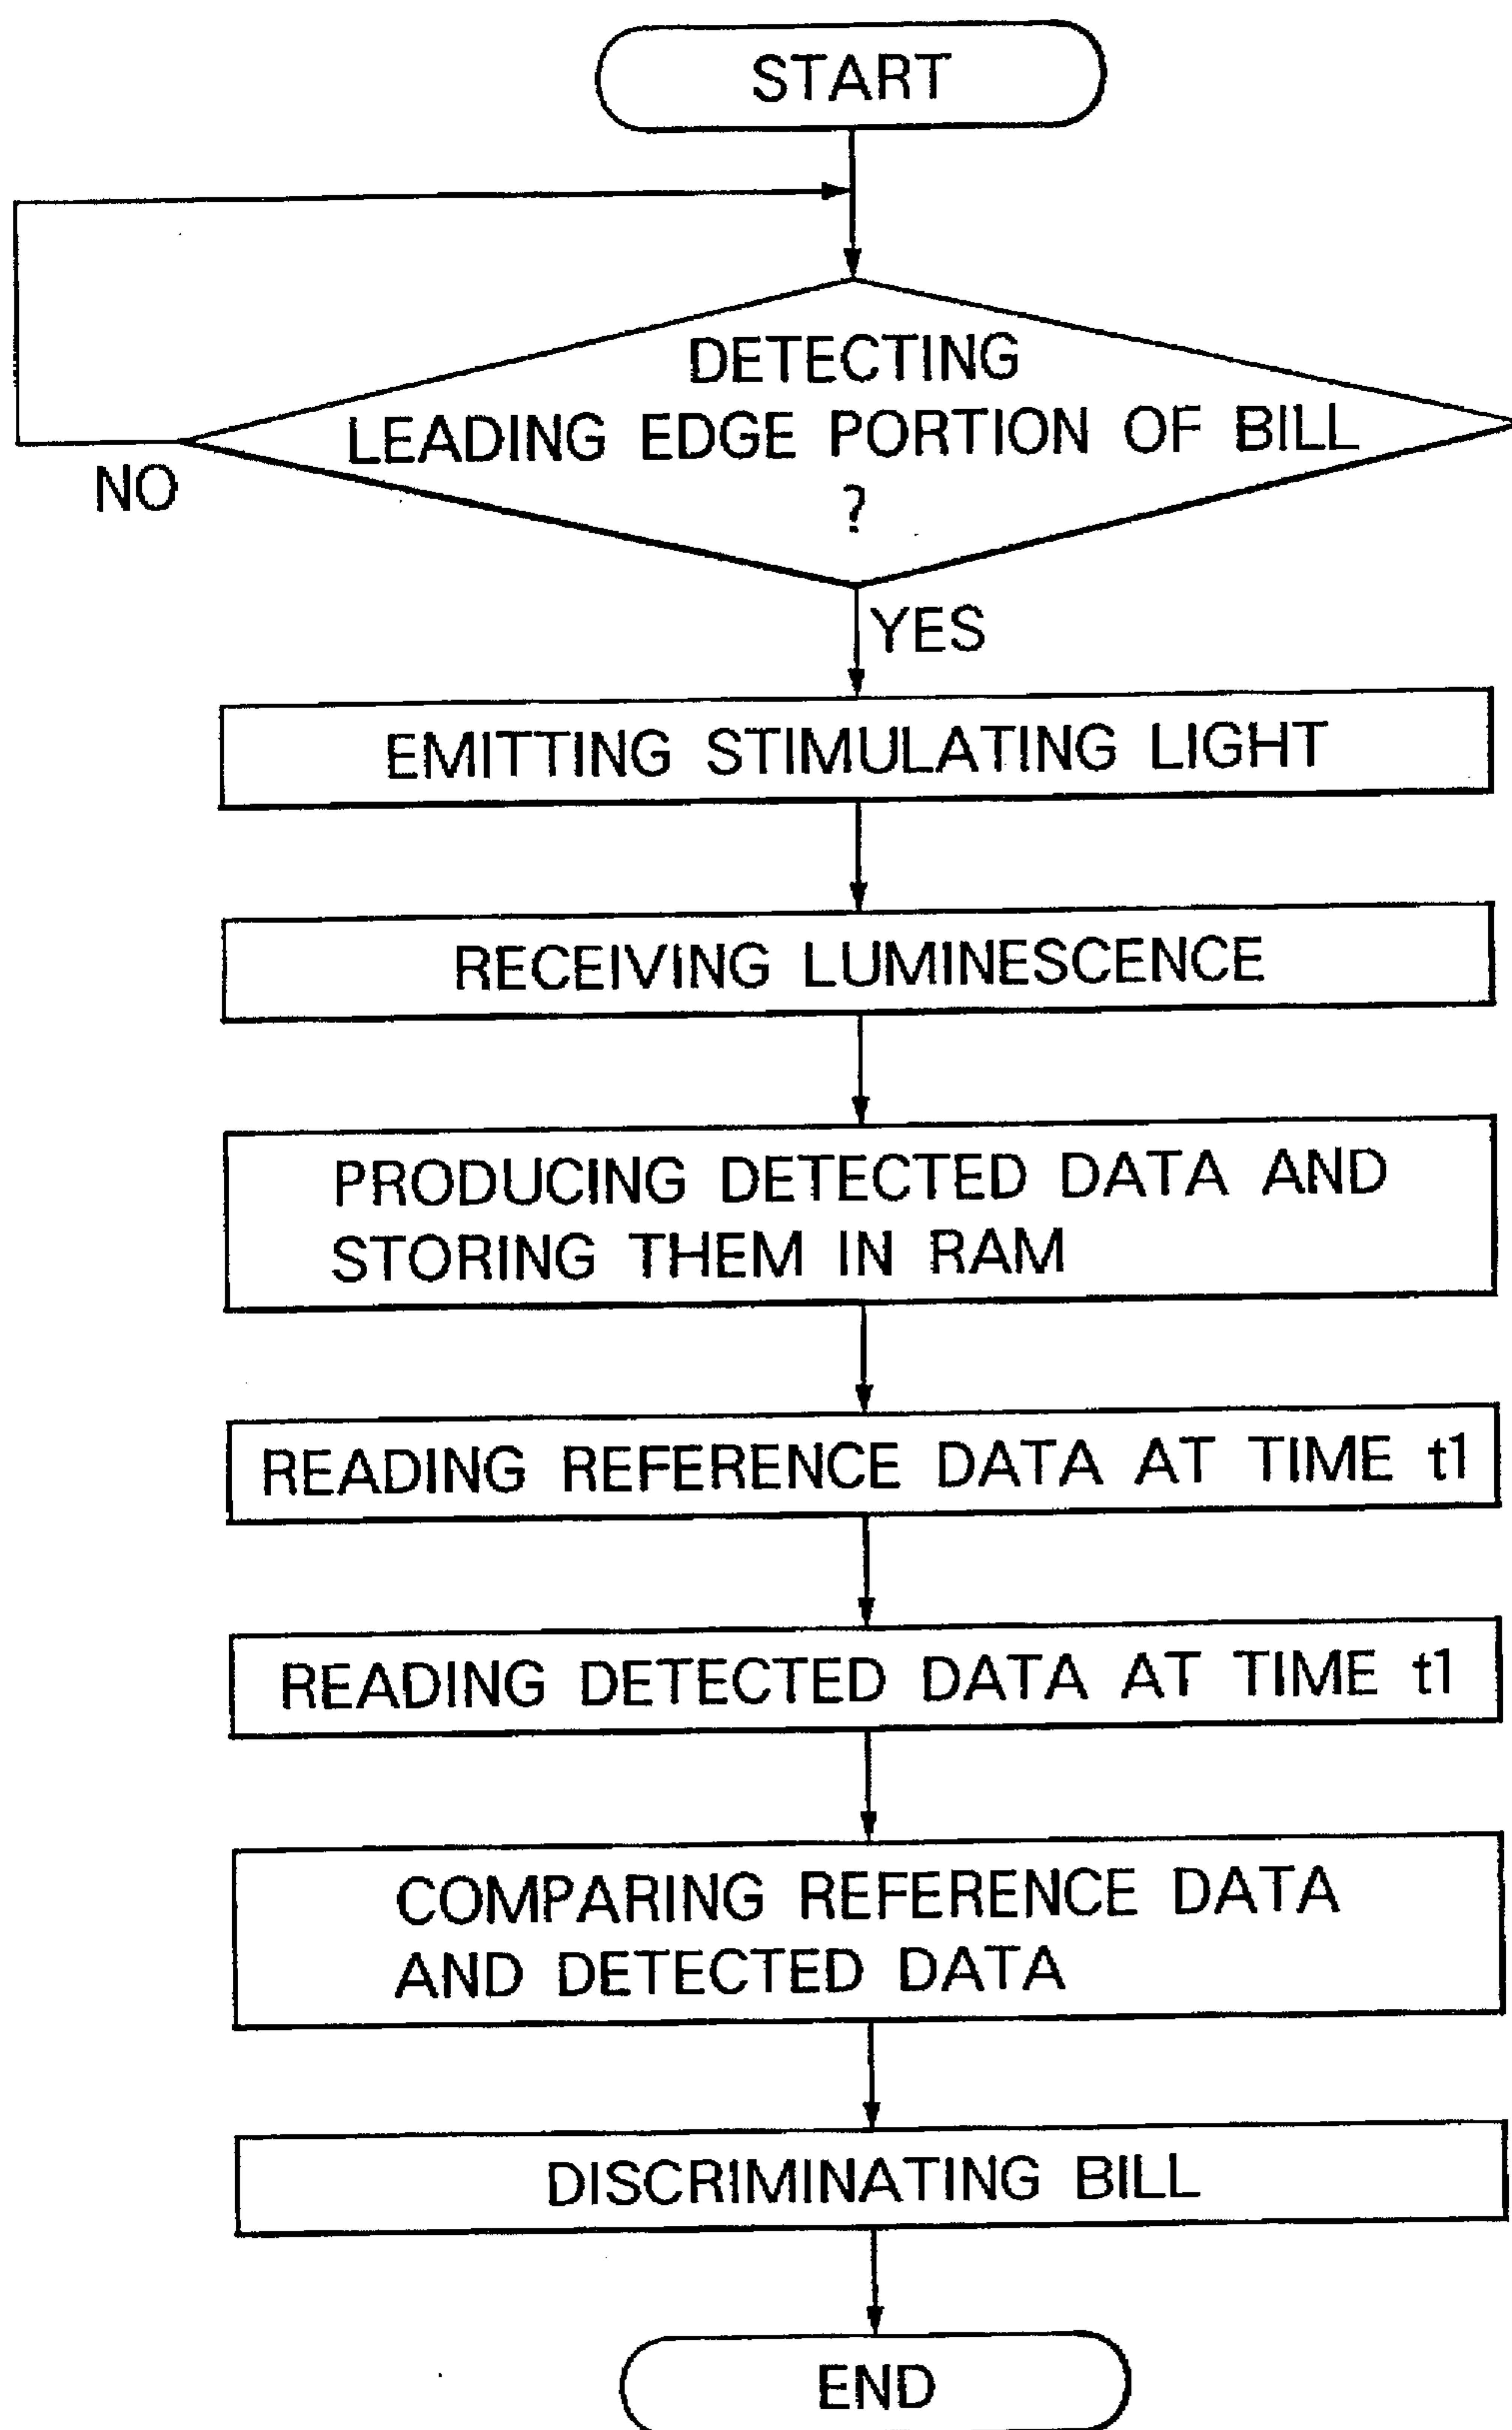 START
DETECTING
LEADING EDGE PORTION OF BILL
?
NO
YES
EMITTING STIMULATING LIGHT
RECEIVING LUMINESCENCE
PRODUCING DETECTED DATA AND
STORING THEM IN RAM
READING REFERENCE DATA AT TIME t1
READING DETECTED DATA AT TIME t1
COMPARING REFERENCE DATA
AND DETECTED DATA
DISCRIMINATING BILL
END